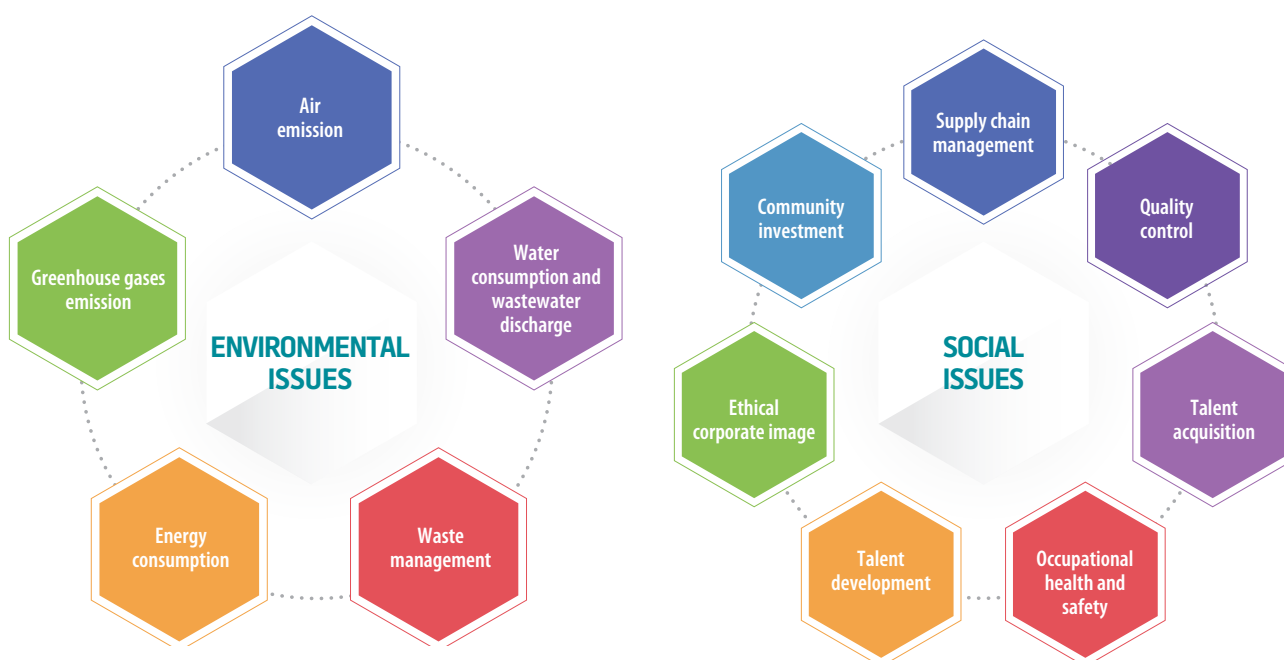 Air
emission
Greenhouse gases
emission
Water
consumption and
wastewater
discharge
ENVIRONMENTAL
ISSUES
Energy
consumption
Waste
management
Supply chain
management
Community
investment
Quality
control
SOCIAL
ISSUES
Ethical
corporate image
Talent
acquisition
Talent
development
Occupational
health and
safety